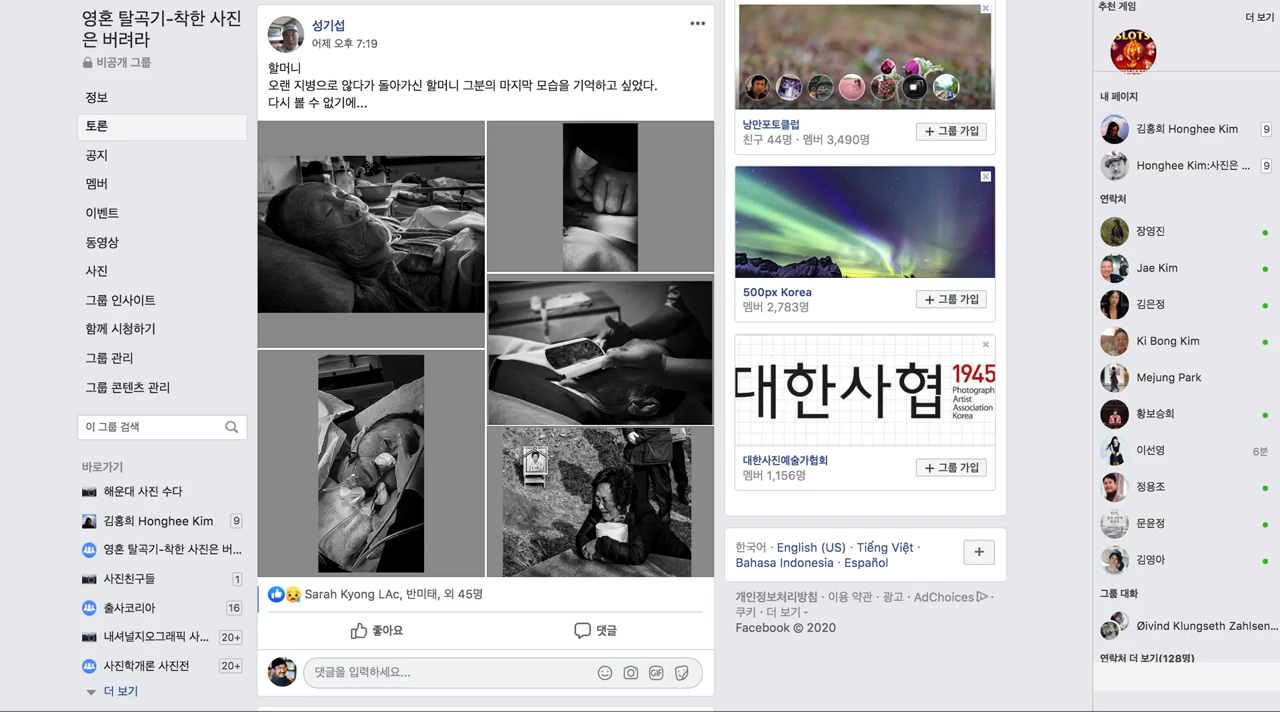 영혼 탈곡기-착한 사진
은 버려라
비공개 그룹
정보
토론
공지
멤버
이벤트
동영상
사진
그룹 인사이트
함께 시청하기
그룹 관리
그룹 콘텐츠 관리
이 그룹 검색
바로가기
해운대 사진 수다
김홍희 Honghee Kim 9
영혼 탈곡기-착한 사진은 버...
사진친구들 1
출사코리아 16
내셔널지오그래픽 사... 20+
사진학개론 사진전 20+
더 보기
성기섭
어제 오후 7:19
할머니
오랜 지병으로 않다가 돌아가신 할머니 그분의 마지막 모습을 기억하고 싶었다.
다시 볼 수 없기에...
Sarah Kyong LAc, 반미태, 외 45명
좋아요 댓글
댓글을 입력하세요...
GIF
낭만포토클럽
친구 44명 · 멤버 3,490명
+ 그룹 가입
500px Korea
멤버 2,783명
+ 그룹 가입
대한사협
1945
Photograph
Artist
Association
Korea
대한사진예술가협회
멤버 1,156명
+ 그룹 가입
한국어 · English (US) · Tiếng Việt ·
Bahasa Indonesia · Español
+
개인정보처리방침 · 이용 약관 · 광고 · AdChoices ·
쿠키 · 더 보기
Facebook © 2020
추천 게임
더 보기
SLOTS
내 페이지
김홍희 Honghee Kim 9
Honghee Kim:사진은 ... 9
연락처
장영진
Jae Kim
김은정
Ki Bong Kim
Mejung Park
황보승희
이선영 6분
정용조
문윤정
김영아
그룹 대화
Øivind Klungseth Zahlsen...
연락처 더 보기(128명)